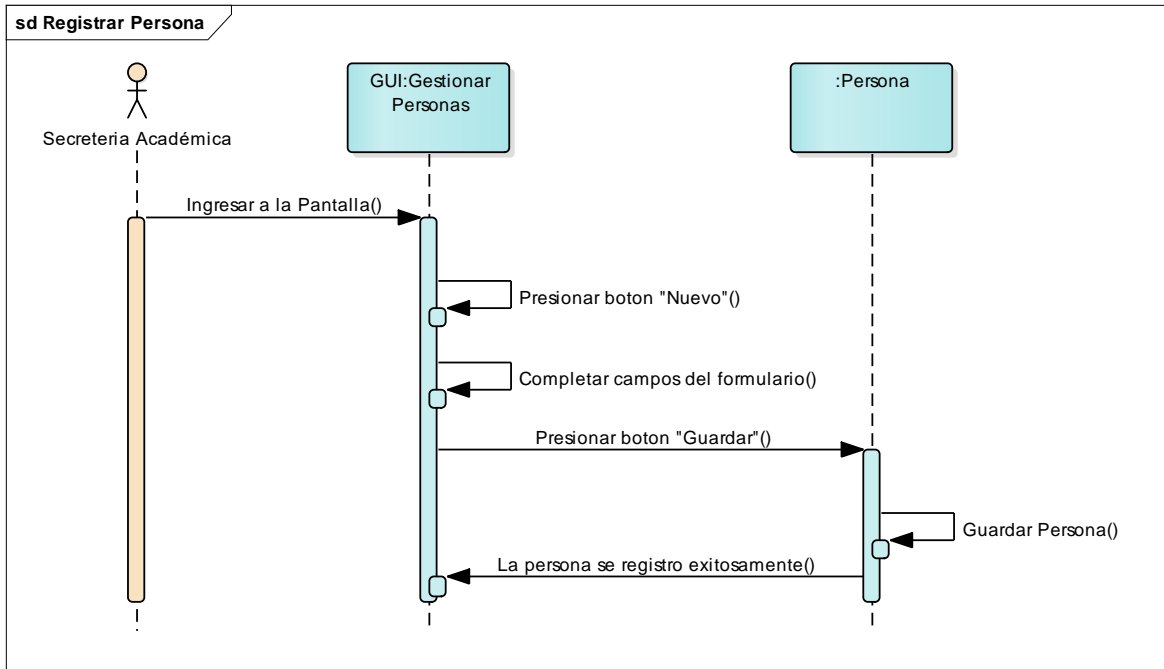 sd Registrar Persona
GUI:Gestionar
Personas
:Persona
Secreteria Académica
Ingresar a la Pantalla()
Presionar boton "Nuevo"()
Completar campos del formulario()
Presionar boton "Guardar"()
Guardar Persona()
La persona se registro exitosamente()